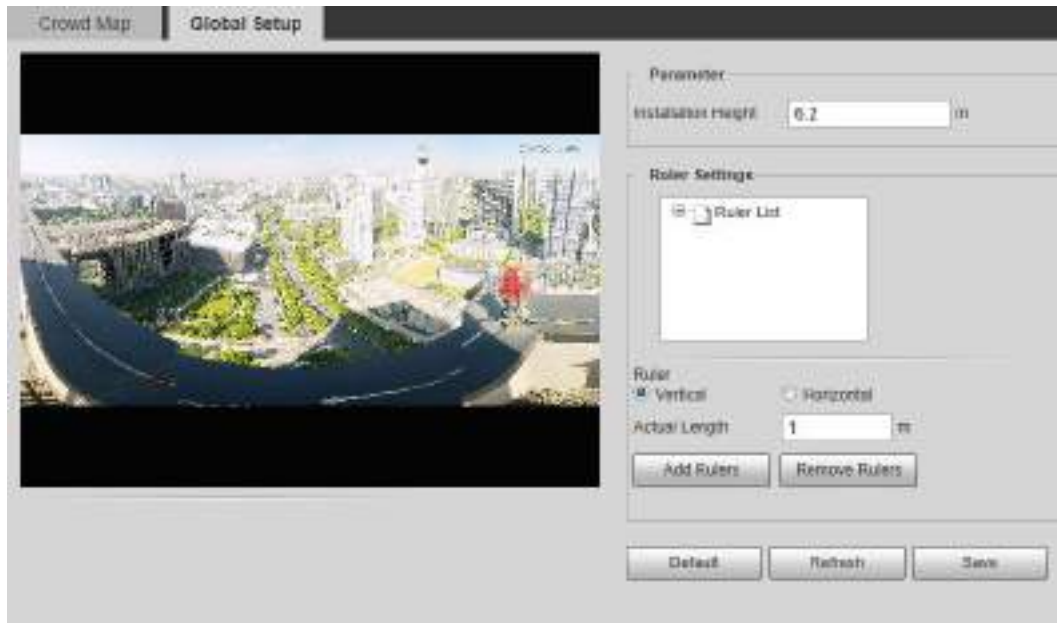 Crowd Map
Global Setup
Parameter
Installation Height 6.2 m
Ruler Settings
Ruler List
Ruler
Vertical Horizontal
Actual Length 1 m
Add Rulers Remove Rulers
Default Refresh Save